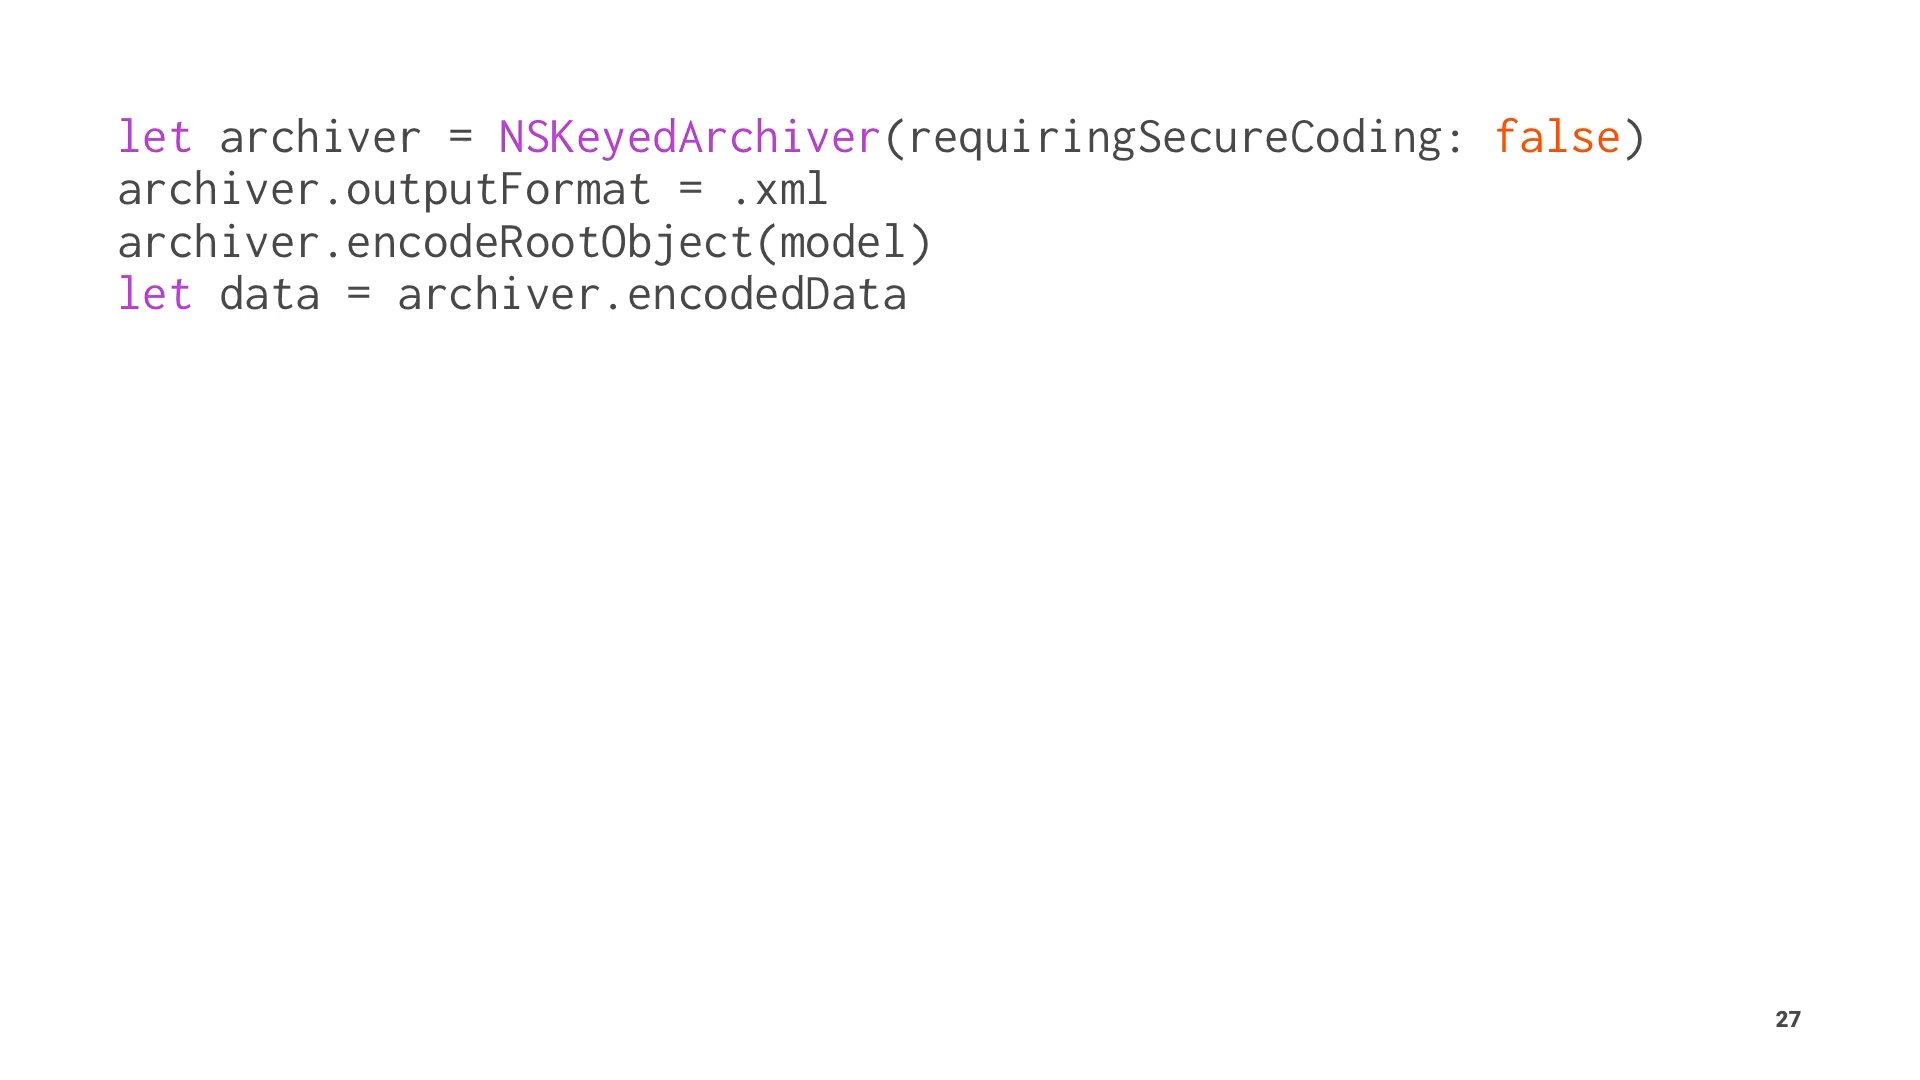 let archiver = NSKeyedArchiver(requiringSecureCoding: false)
archiver.outputFormat = .xml
archiver.encodeRootObject(model)
let data = archiver.encodedData
27